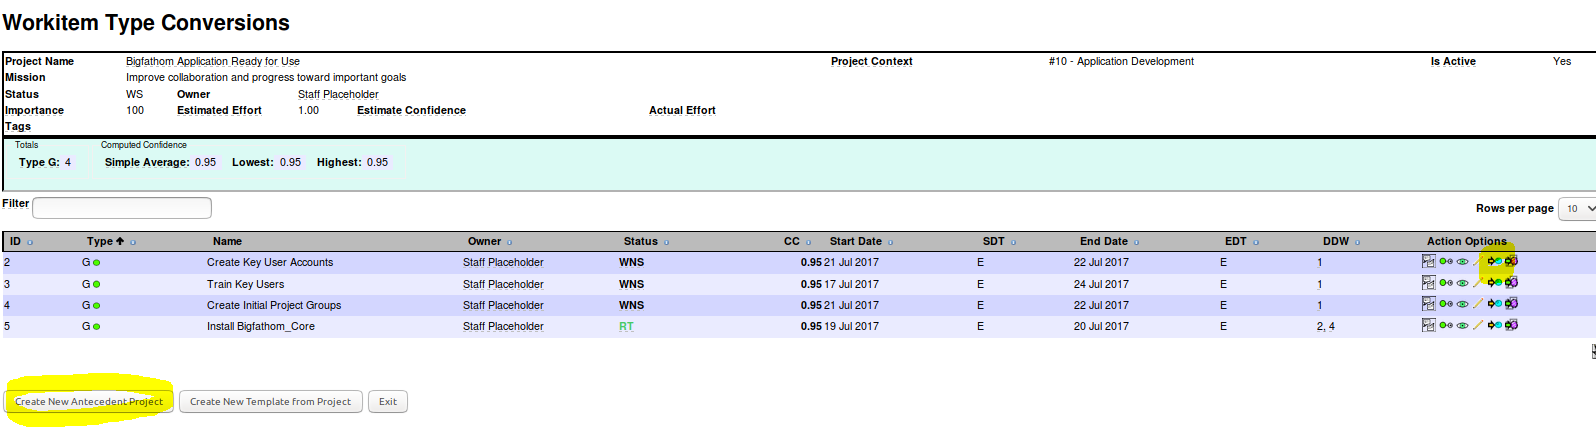 Workitem Type Conversions
Project Name Bigfathom Application Ready for Use Project Context #10 - Application Development Is Active Yes
Mission Improve collaboration and progress toward important goals
Status WS Owner Staff Placeholder
Importance 100 Estimated Effort 1.00 Estimate Confidence Actual Effort
Tags
Totals Computed Confidence
Type G: 4 Simple Average: 0.95 Lowest: 0.95 Highest: 0.95
Filter
Rows per page 10
ID Type Name Owner Status CC Start Date SDT End Date EDT DDW Action Options
2 G Create Key User Accounts Staff Placeholder WNS 0.95 21 Jul 2017 E 22 Jul 2017 E 1
3 G Train Key Users Staff Placeholder WNS 0.95 17 Jul 2017 E 24 Jul 2017 E 1
4 G Create Initial Project Groups Staff Placeholder WNS 0.95 21 Jul 2017 E 22 Jul 2017 E 1
5 G Install Bigfathom_Core Staff Placeholder RT 0.95 19 Jul 2017 E 20 Jul 2017 E 2, 4
Create New Antecedent Project Create New Template from Project Exit